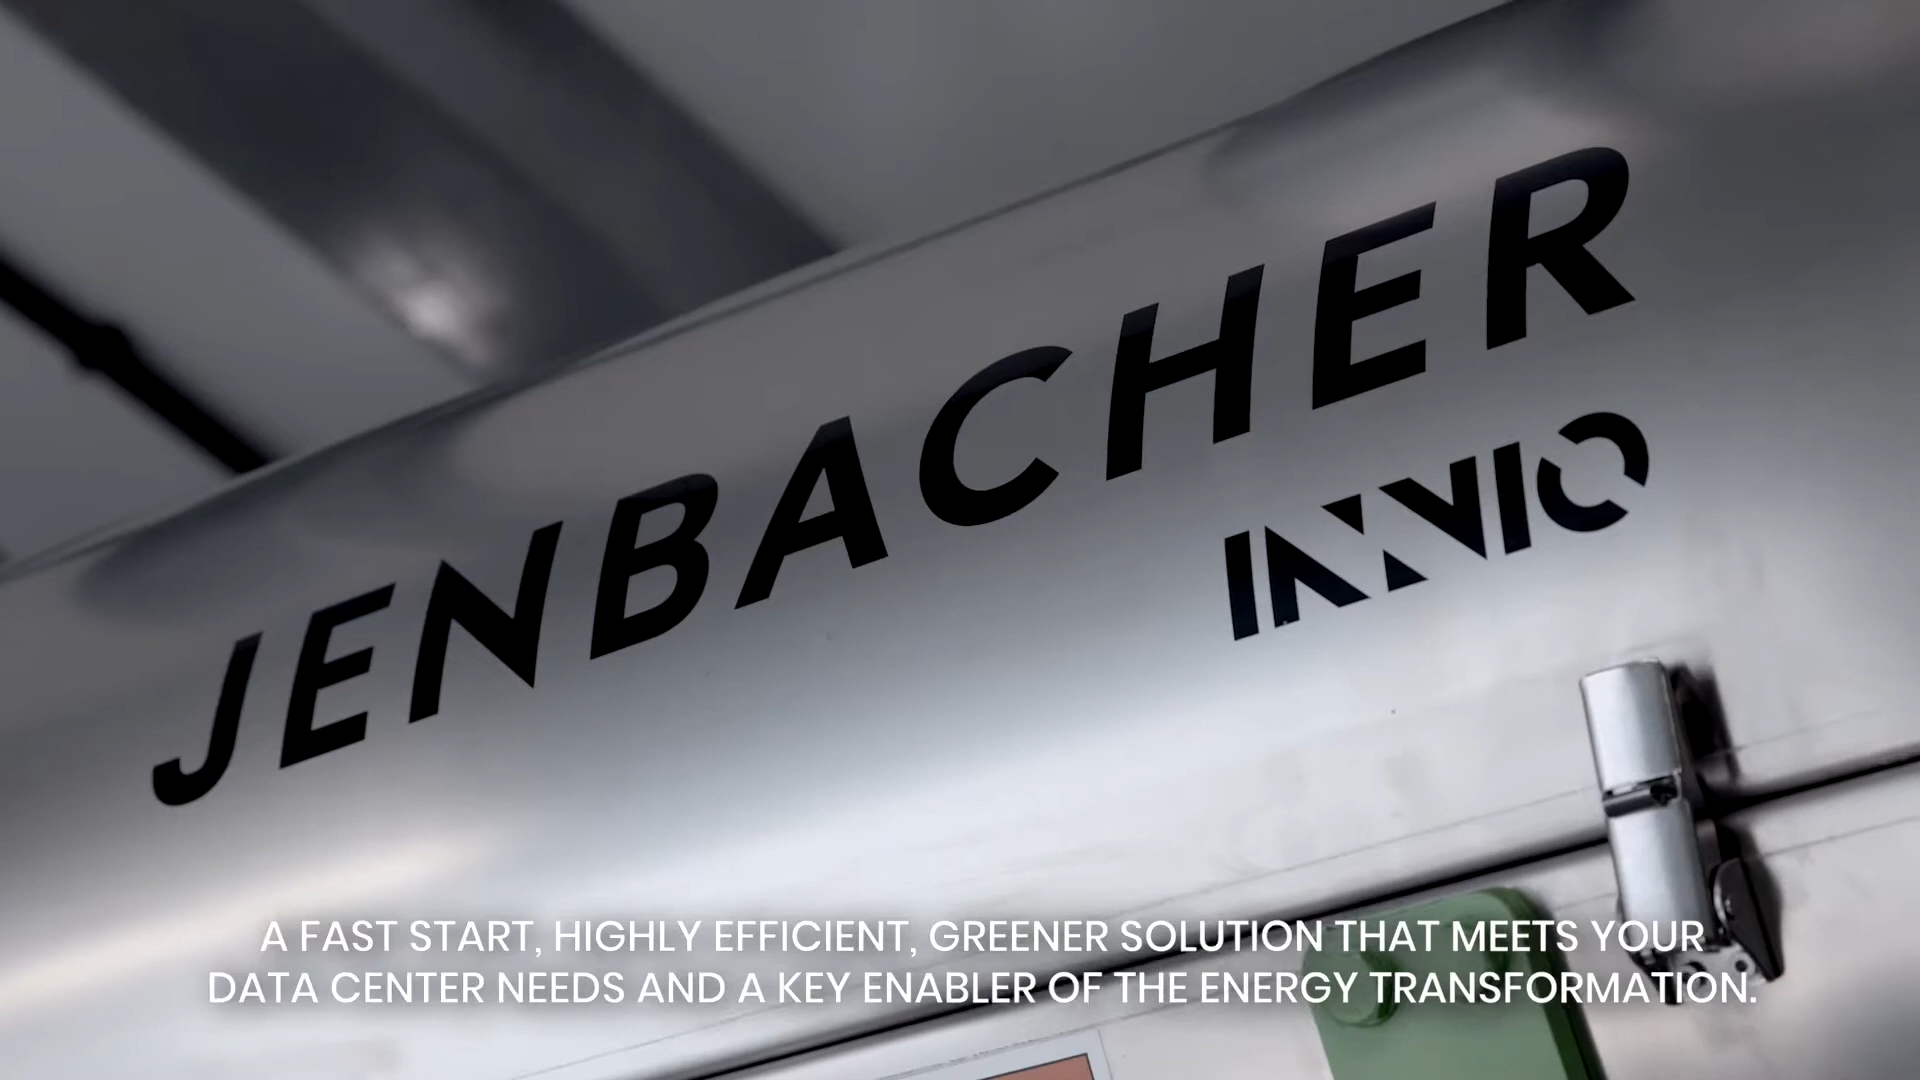 JENBACHER
INNIO
A FAST START, HIGHLY EFFICIENT, GREENER SOLUTION THAT MEETS YOUR
DATA CENTER NEEDS AND A KEY ENABLER OF THE ENERGY TRANSFORMATION.